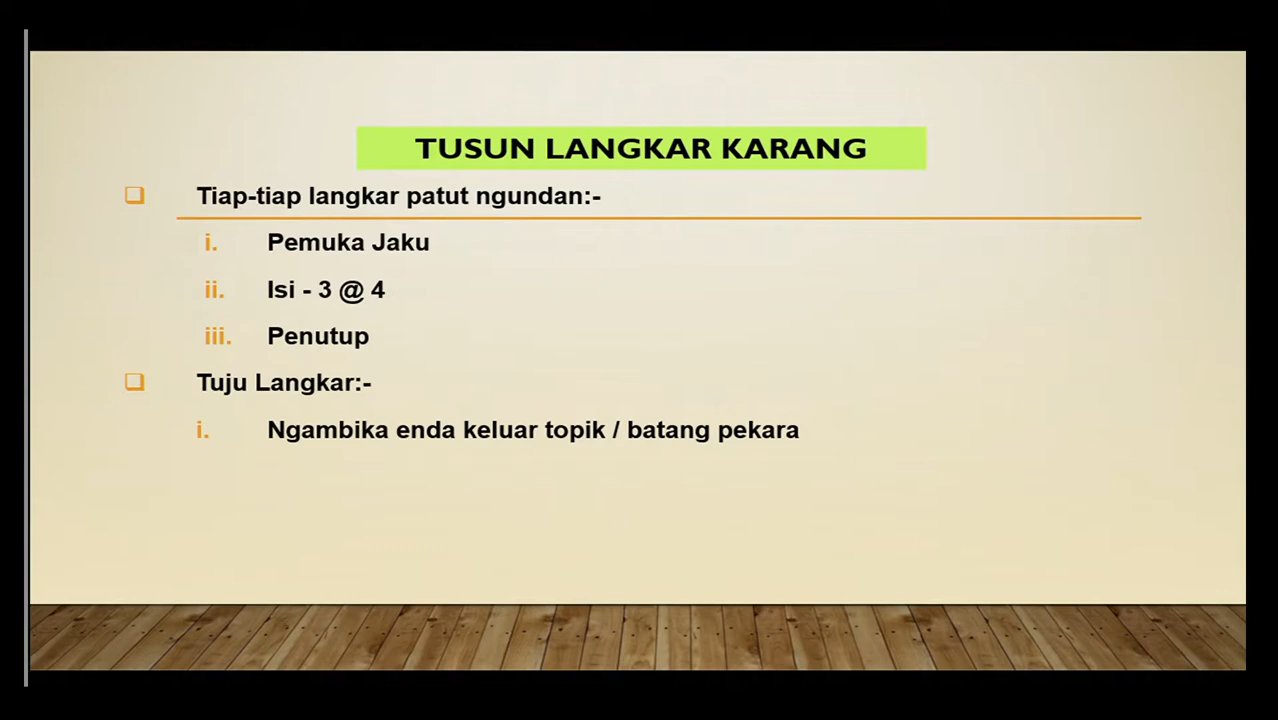 TUSUN LANGKAR KARANG
Tiap-tiap langkar patut ngundan:-
i. Pemuka Jaku
ii. Isi - 3 @ 4
iii. Penutup
Tuju Langkar:-
i. Ngambika enda keluar topik / batang pekara